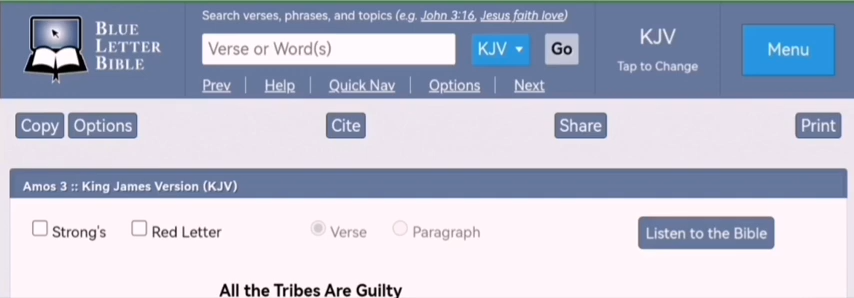 BLUE
LETTER
BIBLE
Search verses, phrases, and topics (e.g. John 3:16, Jesus faith love)
Verse or Word(s)
KJV
Go
Prev | Help | Quick Nav | Options | Next
KJV
Tap to Change
Menu
Copy Options Cite Share Print
Amos 3 :: King James Version (KJV)
Strong's Red Letter Verse Paragraph Listen to the Bible
All the Tribes Are Guilty